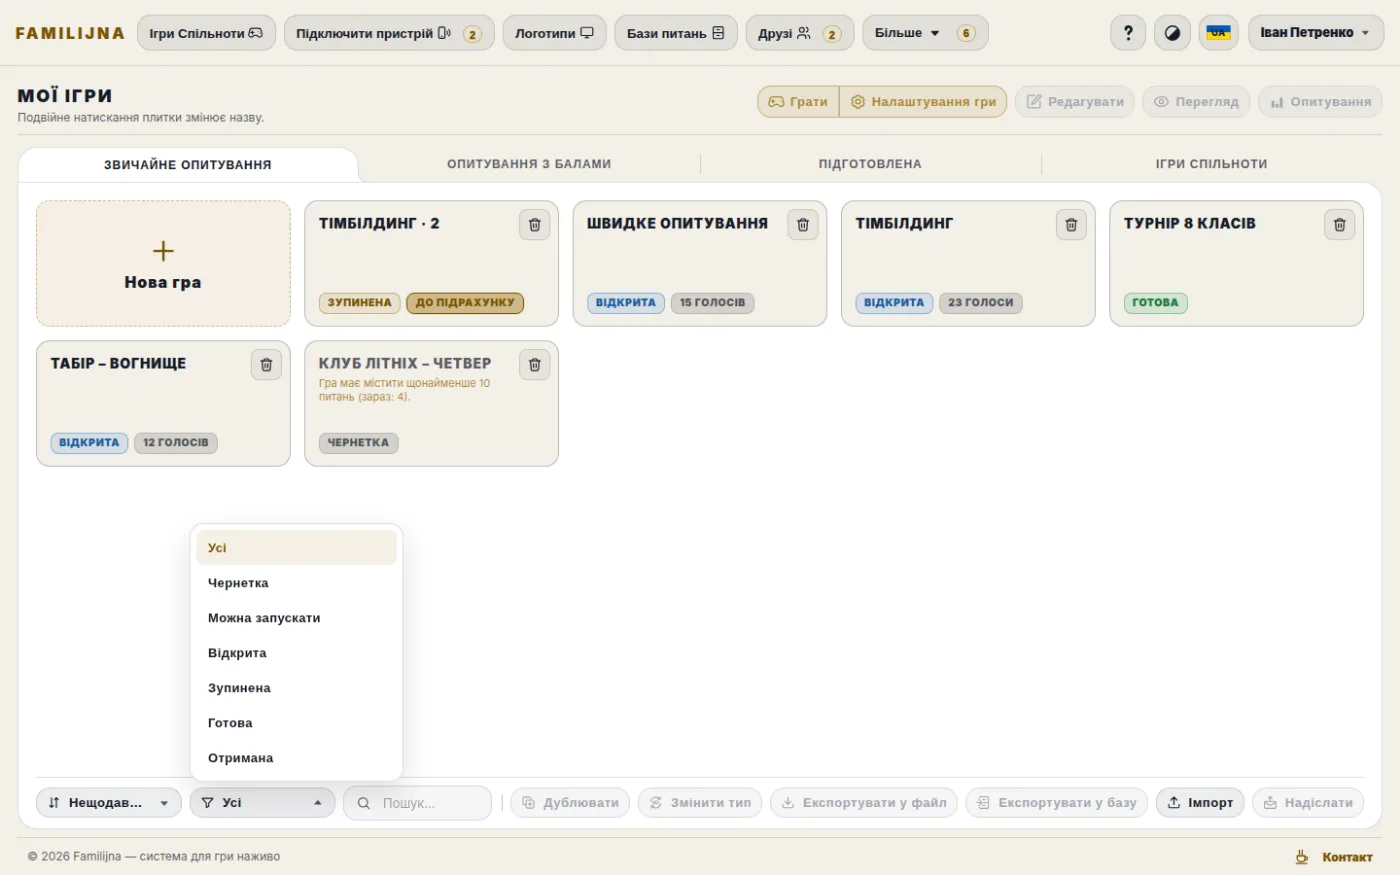 FAMILIJNA
Ігри Спільноти
Підключити пристрій 2
Логотипи
Бази питань
Друзі 2
Більше 6
?
UA
Іван Петренко
МОЇ ІГРИ
Подвійне натискання плитки змінює назву.
Грати
Налаштування гри
Редагувати
Перегляд
Опитування
ЗВИЧАЙНЕ ОПИТУВАННЯ
ОПИТУВАННЯ З БАЛАМИ
ПІДГОТОВЛЕНА
ІГРИ СПІЛЬНОТИ
Нова гра
ТІМБІЛДИНГ · 2
ЗУПИНЕНА
ДО ПІДРАХУНКУ
ШВИДКЕ ОПИТУВАННЯ
ВІДКРИТА
15 ГОЛОСІВ
ТІМБІЛДИНГ
ВІДКРИТА
23 ГОЛОСИ
ТУРНІР 8 КЛАСІВ
ГОТОВА
ТАБІР – ВОГНИЩЕ
ВІДКРИТА
12 ГОЛОСІВ
КЛУБ ЛІТНІХ – ЧЕТВЕР
Гра має містити щонайменше 10
питань (зараз: 4).
ЧЕРНЕТКА
Усі
Чернетка
Можна запускати
Відкрита
Зупинена
Готова
Отримана
Нещодав...
Усі
Пошук...
Дублювати
Змінити тип
Експортувати у файл
Експортувати у базу
Імпорт
Надіслати
© 2026 Familijna — система для гри наживо
Контакт